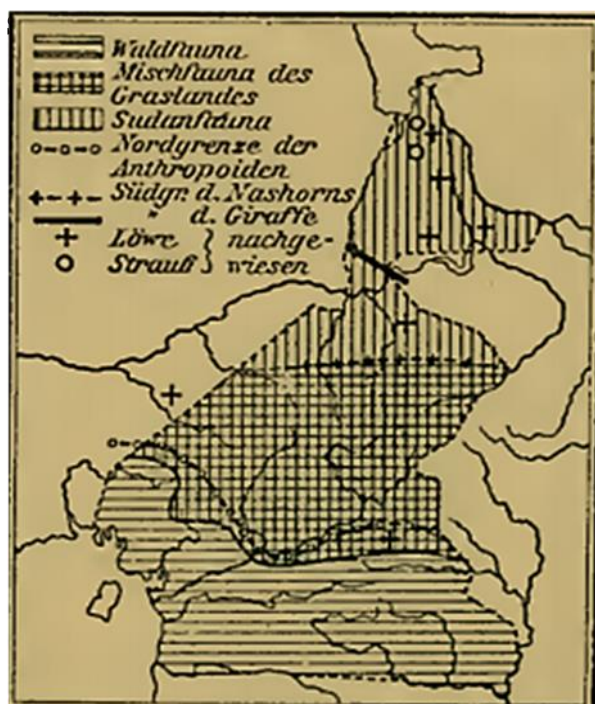 Waldfauna
Mischfauna des
Graslandes
Sudanfauna
Nordgrenze der
Anthropoiden
Südgr. d. Nashorns
" d. Giraffe
Löwe } nachge-
Strauß } wiesen